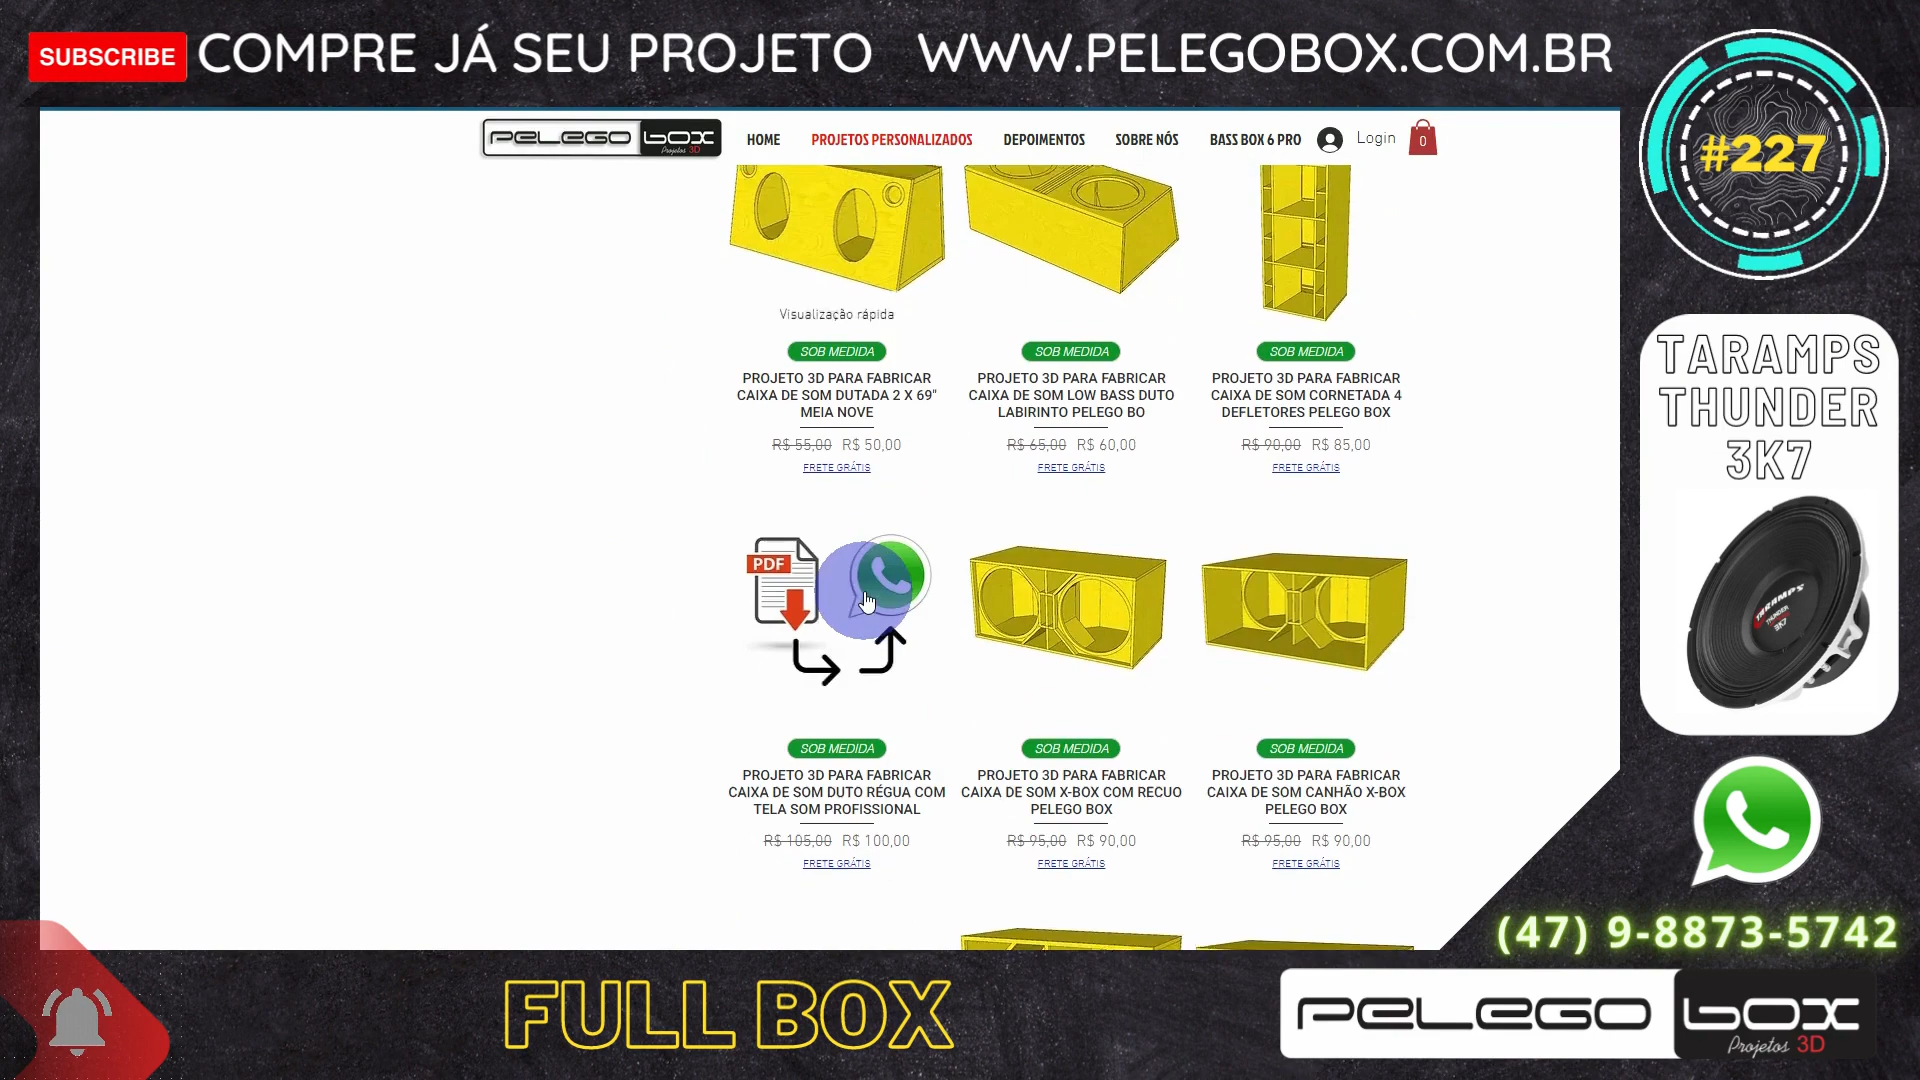 SUBSCRIBE
COMPRE JÁ SEU PROJETO WWW.PELEGOBOX.COM.BR
#227
PELEGO BOX
Projetos 3D
HOME PROJETOS PERSONALIZADOS DEPOIMENTOS SOBRE NÓS BASS BOX 6 PRO Login 0
Visualização rápida
SOB MEDIDA
PROJETO 3D PARA FABRICAR
CAIXA DE SOM DUTADA 2 X 69"
MEIA NOVE
R$ 55,00 R$ 50,00
FRETE GRÁTIS
SOB MEDIDA
PROJETO 3D PARA FABRICAR
CAIXA DE SOM LOW BASS DUTO
LABIRINTO PELEGO BO
R$ 65,00 R$ 60,00
FRETE GRÁTIS
SOB MEDIDA
PROJETO 3D PARA FABRICAR
CAIXA DE SOM CORNETADA 4
DEFLETORES PELEGO BOX
R$ 90,00 R$ 85,00
FRETE GRÁTIS
PDF
SOB MEDIDA
PROJETO 3D PARA FABRICAR
CAIXA DE SOM DUTO RÉGUA COM
TELA SOM PROFISSIONAL
R$ 105,00 R$ 100,00
FRETE GRÁTIS
SOB MEDIDA
PROJETO 3D PARA FABRICAR
CAIXA DE SOM X-BOX COM RECUO
PELEGO BOX
R$ 95,00 R$ 90,00
FRETE GRÁTIS
SOB MEDIDA
PROJETO 3D PARA FABRICAR
CAIXA DE SOM CANHÃO X-BOX
PELEGO BOX
R$ 95,00 R$ 90,00
FRETE GRÁTIS
TARAMPS
THUNDER
3K7
TARAMPS
THUNDER
3K7
(47) 9-8873-5742
FULL BOX
PELEGO BOX
Projetos 3D